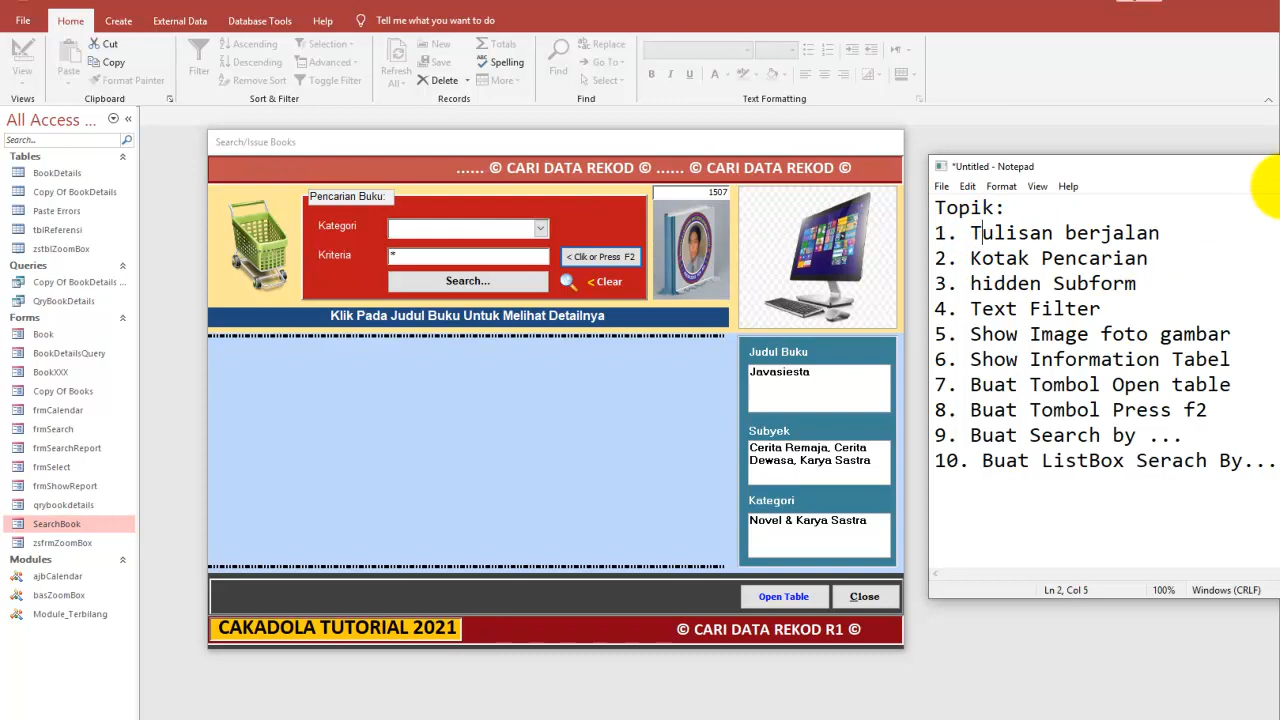 File Home Create External Data Database Tools Help Tell me what you want to do
View
Views
Paste
Cut
Copy
Format Painter
Clipboard
Filter
Ascending
Descending
Remove Sort
Selection
Advanced
Toggle Filter
Sort & Filter
Refresh
All
New
Save
Delete
Totals
Spelling
More
Records
Find
Replace
Go To
Select
Find
B I U A
Text Formatting
All Access ...
Search...
Tables
BookDetails
Copy Of BookDetails
Paste Errors
tblReferensi
zstblZoomBox
Queries
Copy Of BookDetails ...
QryBookDetails
Forms
Book
BookDetailsQuery
BookXXX
Copy Of Books
frmCalendar
frmSearch
frmSearchReport
frmSelect
frmShowReport
qrybookdetails
SearchBook
zsfrmZoomBox
Modules
ajbCalendar
basZoomBox
Module_Terbilang
Search/Issue Books
...... © CARI DATA REKOD © ...... © CARI DATA REKOD ©
Pencarian Buku:
Kategori
Kriteria
*
< Clik or Press F2
Search...
< Clear
1507
Klik Pada Judul Buku Untuk Melihat Detailnya
Judul Buku
Javasiesta
Subyek
Cerita Remaja, Cerita
Dewasa, Karya Sastra
Kategori
Novel & Karya Sastra
Open Table
Close
CAKADOLA TUTORIAL 2021
© CARI DATA REKOD R1 ©
*Untitled - Notepad
File Edit Format View Help
Topik:
1. Tulisan berjalan
2. Kotak Pencarian
3. hidden Subform
4. Text Filter
5. Show Image foto gambar
6. Show Information Tabel
7. Buat Tombol Open table
8. Buat Tombol Press f2
9. Buat Search by ...
10. Buat ListBox Serach By...
Ln 2, Col 5 100% Windows (CRLF)